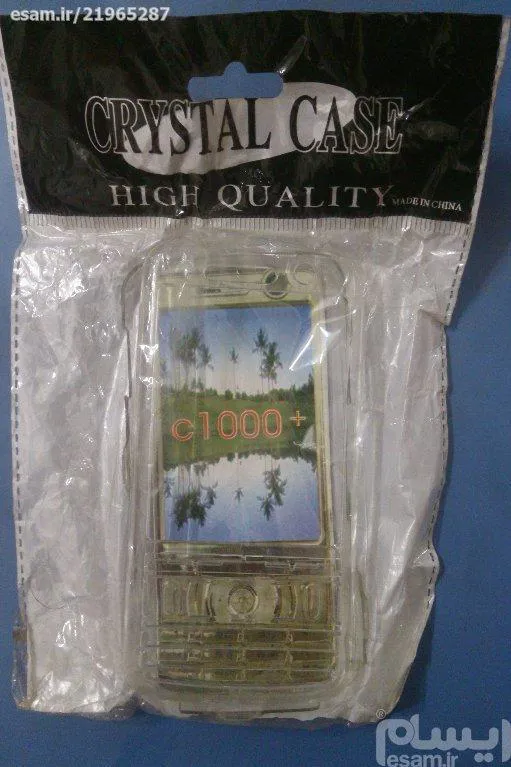 esam.ir/21965287
CRYSTAL CASE
HIGH QUALITY MADE IN CHINA
c1000+
ایسام®
esam.ir